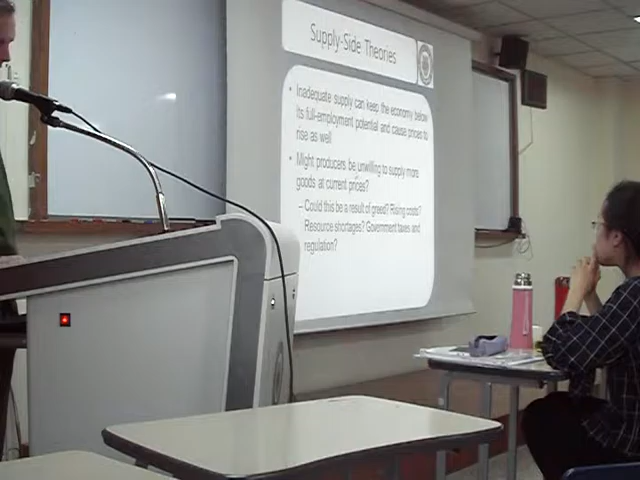 Supply-Side Theories
• Inadequate supply can keep the economy below
its full-employment potential and cause prices to
rise as well
• Might producers be unwilling to supply more
goods at current prices?
– Could this be a result of greed? Rising costs?
Resource shortages? Government taxes and
regulation?